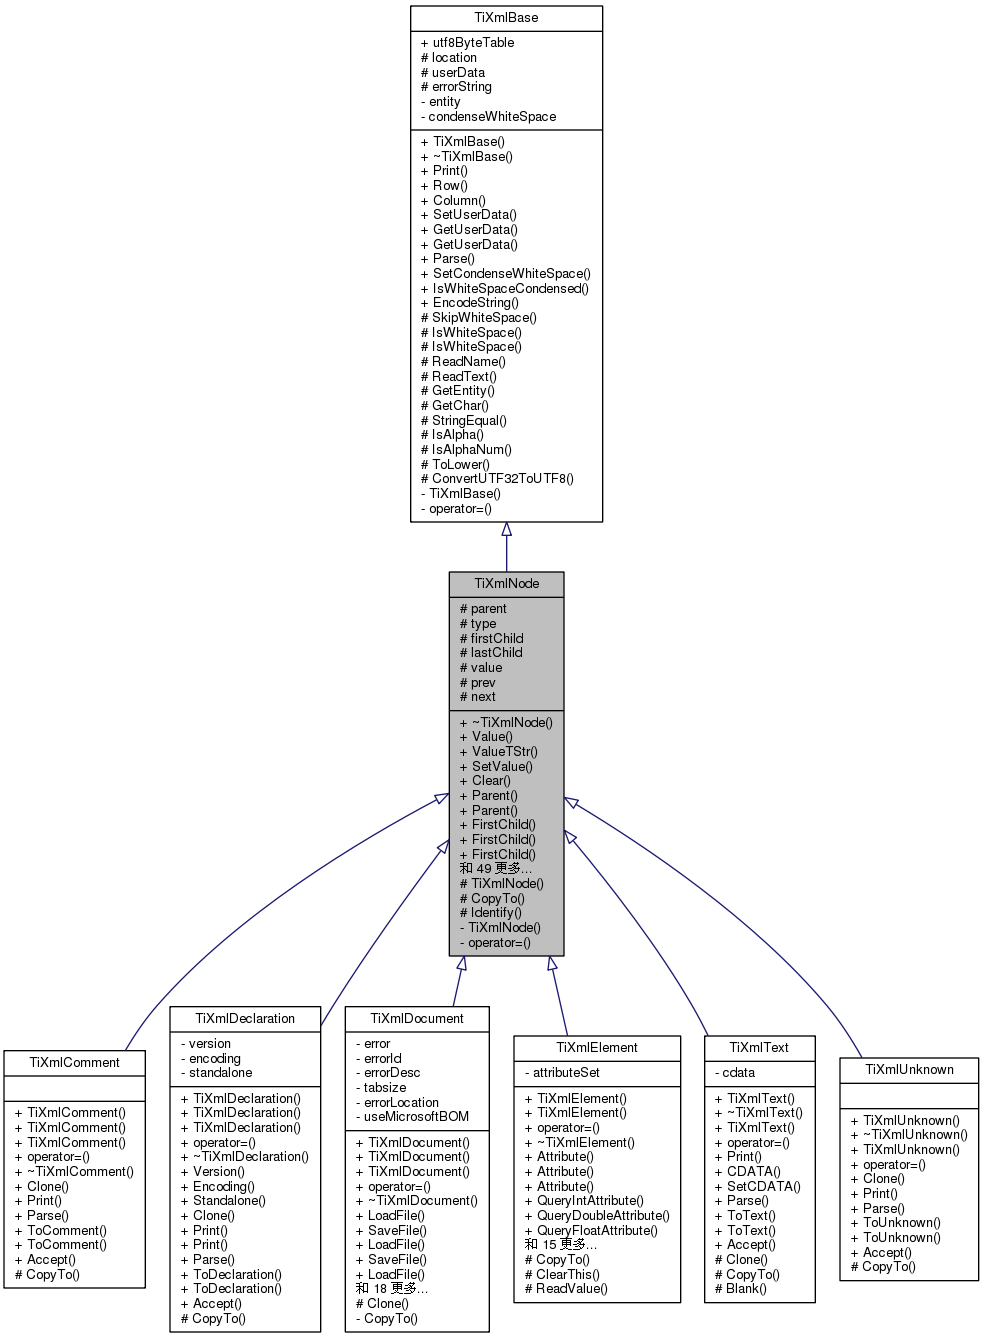 TiXmlBase
+ utf8ByteTable
# location
# userData
# errorString
- entity
- condenseWhiteSpace
+ TiXmlBase()
+ ~TiXmlBase()
+ Print()
+ Row()
+ Column()
+ SetUserData()
+ GetUserData()
+ GetUserData()
+ Parse()
+ SetCondenseWhiteSpace()
+ IsWhiteSpaceCondensed()
+ EncodeString()
# SkipWhiteSpace()
# IsWhiteSpace()
# IsWhiteSpace()
# ReadName()
# ReadText()
# GetEntity()
# GetChar()
# StringEqual()
# IsAlpha()
# IsAlphaNum()
# ToLower()
# ConvertUTF32ToUTF8()
- TiXmlBase()
- operator=()
TiXmlNode
# parent
# type
# firstChild
# lastChild
# value
# prev
# next
+ ~TiXmlNode()
+ Value()
+ ValueTStr()
+ SetValue()
+ Clear()
+ Parent()
+ Parent()
+ FirstChild()
+ FirstChild()
+ FirstChild()
和 49 更多...
# TiXmlNode()
# CopyTo()
# Identify()
- TiXmlNode()
- operator=()
TiXmlComment
+ TiXmlComment()
+ TiXmlComment()
+ TiXmlComment()
+ operator=()
+ ~TiXmlComment()
+ Clone()
+ Print()
+ Parse()
+ ToComment()
+ ToComment()
+ Accept()
# CopyTo()
TiXmlDeclaration
- version
- encoding
- standalone
+ TiXmlDeclaration()
+ TiXmlDeclaration()
+ TiXmlDeclaration()
+ operator=()
+ ~TiXmlDeclaration()
+ Version()
+ Encoding()
+ Standalone()
+ Clone()
+ Print()
+ Print()
+ Parse()
+ ToDeclaration()
+ ToDeclaration()
+ Accept()
# CopyTo()
TiXmlDocument
- error
- errorId
- errorDesc
- tabsize
- errorLocation
- useMicrosoftBOM
+ TiXmlDocument()
+ TiXmlDocument()
+ TiXmlDocument()
+ operator=()
+ ~TiXmlDocument()
+ LoadFile()
+ SaveFile()
+ LoadFile()
+ SaveFile()
+ LoadFile()
和 18 更多...
# Clone()
- CopyTo()
TiXmlElement
- attributeSet
+ TiXmlElement()
+ TiXmlElement()
+ operator=()
+ ~TiXmlElement()
+ Attribute()
+ Attribute()
+ Attribute()
+ QueryIntAttribute()
+ QueryDoubleAttribute()
+ QueryFloatAttribute()
和 15 更多...
# CopyTo()
# ClearThis()
# ReadValue()
TiXmlText
- cdata
+ TiXmlText()
+ ~TiXmlText()
+ TiXmlText()
+ operator=()
+ Print()
+ CDATA()
+ SetCDATA()
+ Parse()
+ ToText()
+ ToText()
+ Accept()
# Clone()
# CopyTo()
# Blank()
TiXmlUnknown
+ TiXmlUnknown()
+ ~TiXmlUnknown()
+ TiXmlUnknown()
+ operator=()
+ Clone()
+ Print()
+ Parse()
+ ToUnknown()
+ ToUnknown()
+ Accept()
# CopyTo()